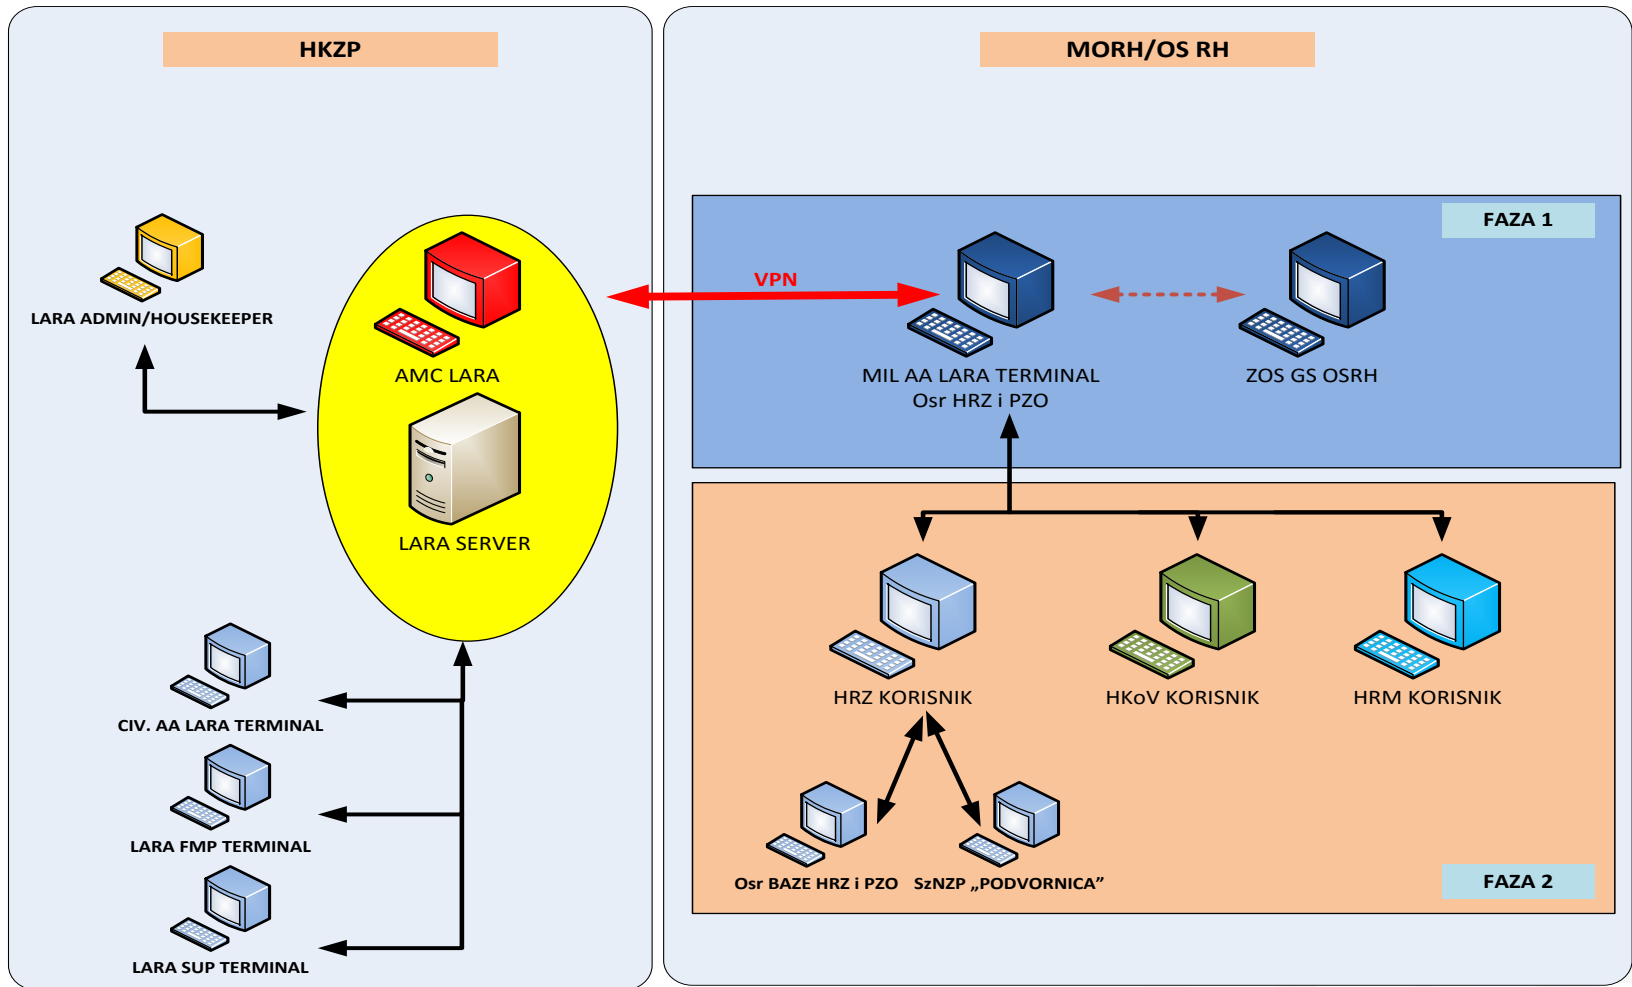 HKZP
LARA ADMIN/HOUSEKEEPER
AMC LARA
LARA SERVER
CIV. AA LARA TERMINAL
LARA FMP TERMINAL
LARA SUP TERMINAL
VPN
MORH/OS RH
FAZA 1
MIL AA LARA TERMINAL
Osr HRZ i PZO
ZOS GS OSRH
HRZ KORISNIK
HKoV KORISNIK
HRM KORISNIK
Osr BAZE HRZ i PZO
SzNZP „PODVORNICA”
FAZA 2